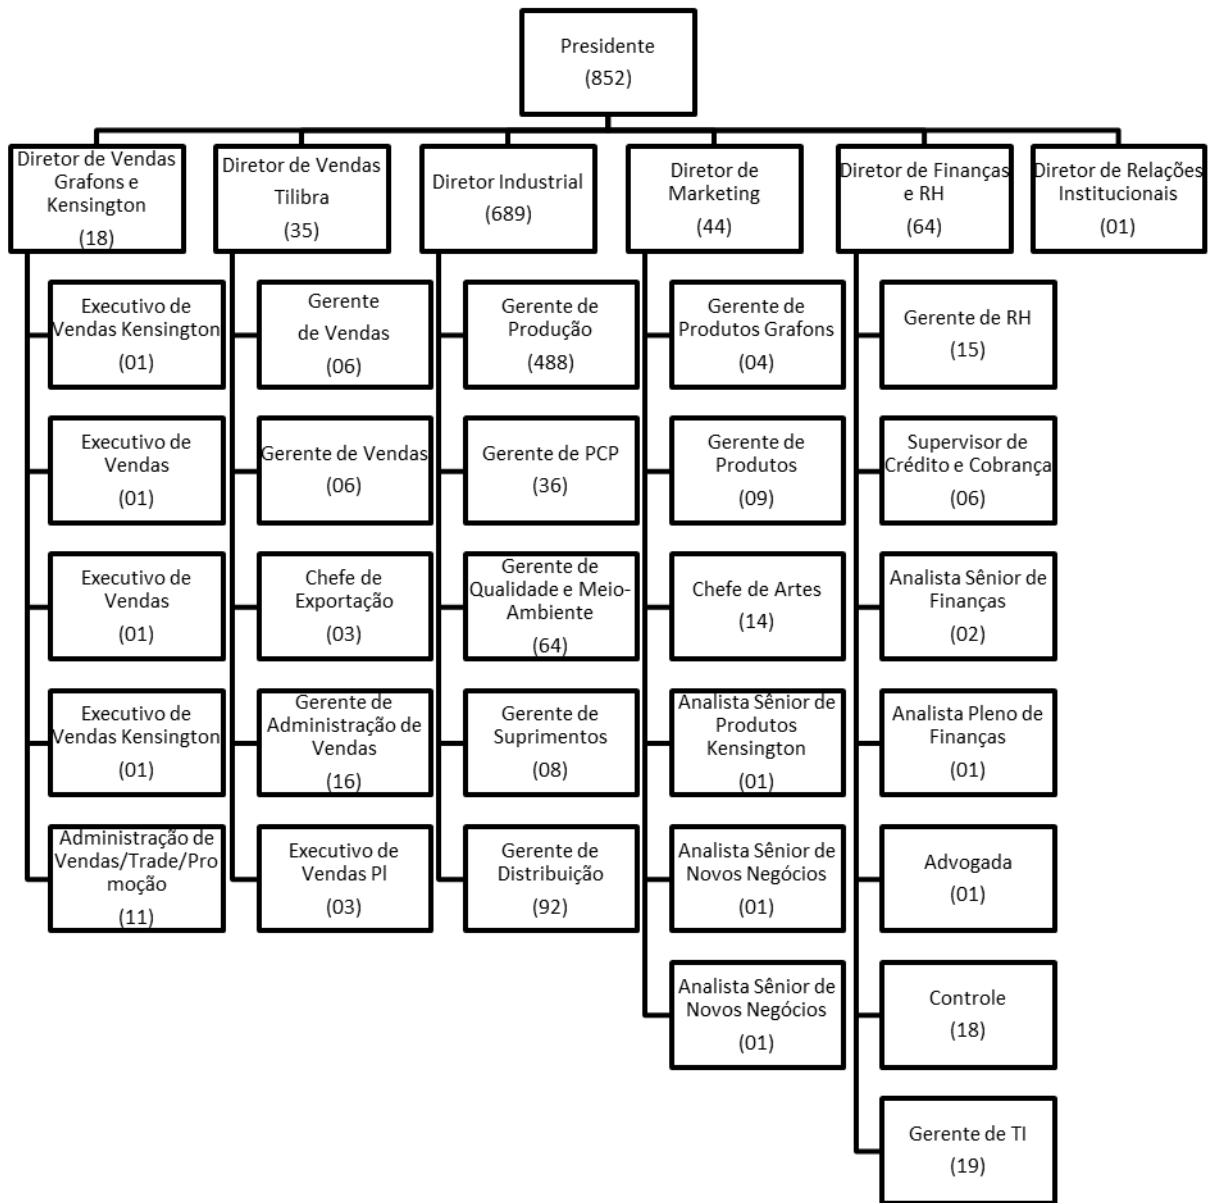 Presidente
(852)
Diretor de Vendas
Grafons e
Kensington
(18)
Diretor de Vendas
Tilibra
(35)
Diretor Industrial
(689)
Diretor de
Marketing
(44)
Diretor de Finanças
e RH
(64)
Diretor de Relações
Institucionais
(01)
Executivo de
Vendas Kensington
(01)
Executivo de
Vendas
(01)
Executivo de
Vendas
(01)
Executivo de
Vendas Kensington
(01)
Administração de
Vendas/Trade/Pro
moção
(11)
Gerente
de Vendas
(06)
Gerente de Vendas
(06)
Chefe de
Exportação
(03)
Gerente de
Administração de
Vendas
(16)
Executivo de
Vendas Pl
(03)
Gerente de
Produção
(488)
Gerente de PCP
(36)
Gerente de
Qualidade e Meio-
Ambiente
(64)
Gerente de
Suprimentos
(08)
Gerente de
Distribuição
(92)
Gerente de
Produtos Grafons
(04)
Gerente de
Produtos
(09)
Chefe de Artes
(14)
Analista Sênior de
Produtos
Kensington
(01)
Analista Sênior de
Novos Negócios
(01)
Analista Sênior de
Novos Negócios
(01)
Gerente de RH
(15)
Supervisor de
Crédito e Cobrança
(06)
Analista Sênior de
Finanças
(02)
Analista Pleno de
Finanças
(01)
Advogada
(01)
Controle
(18)
Gerente de TI
(19)